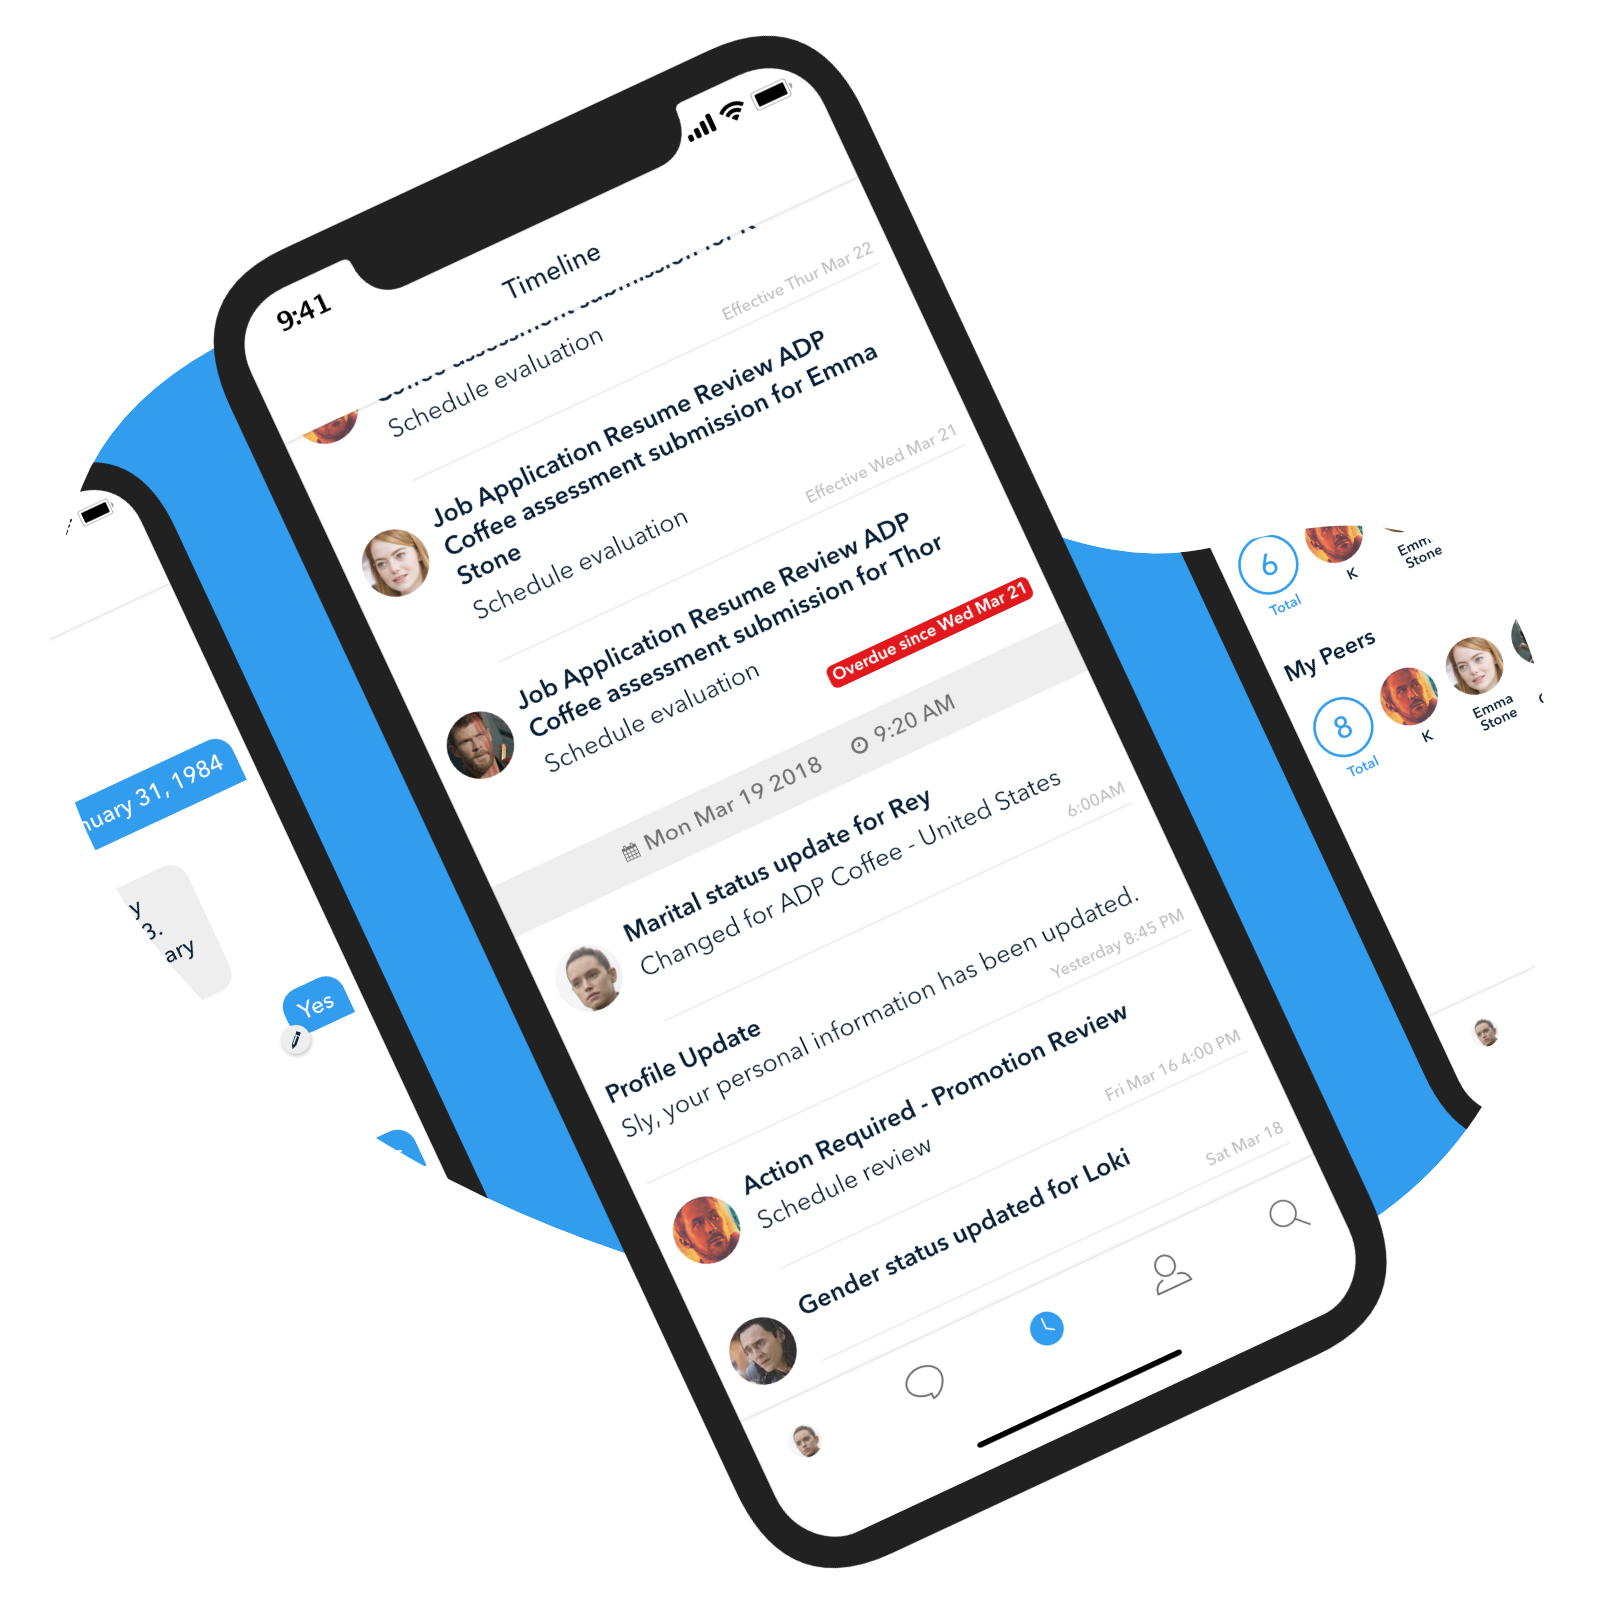 9:41
Timeline
Coffee assessment submission for K
Schedule evaluation
Effective Thur Mar 22
Job Application Resume Review ADP
Coffee assessment submission for Emma
Stone
Schedule evaluation
Effective Wed Mar 21
Job Application Resume Review ADP
Coffee assessment submission for Thor
Schedule evaluation
Overdue since Wed Mar 21
Mon Mar 19 2018 9:20 AM
Marital status update for Rey
Changed for ADP Coffee - United States
6:00AM
Profile Update
Sly, your personal information has been updated.
Yesterday 8:45 PM
Action Required - Promotion Review
Schedule review
Fri Mar 16 4:00 PM
Gender status updated for Loki
Sat Mar 18
nuary 31, 1984
y
3.
ary
Yes
6
Total
K
Emm
Stone
My Peers
8
Total
K
Emma
Stone